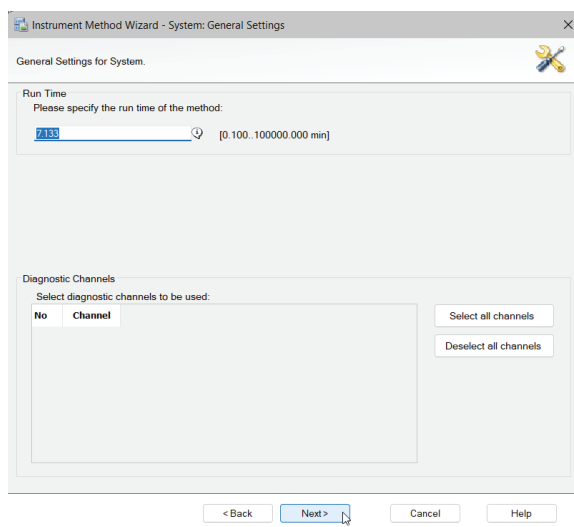 Instrument Method Wizard - System: General Settings
General Settings for System.
Run Time
Please specify the run time of the method:
7.133 [0.100..100000.000 min]
Diagnostic Channels
Select diagnostic channels to be used:
No Channel
Select all channels
Deselect all channels
< Back Next > Cancel Help